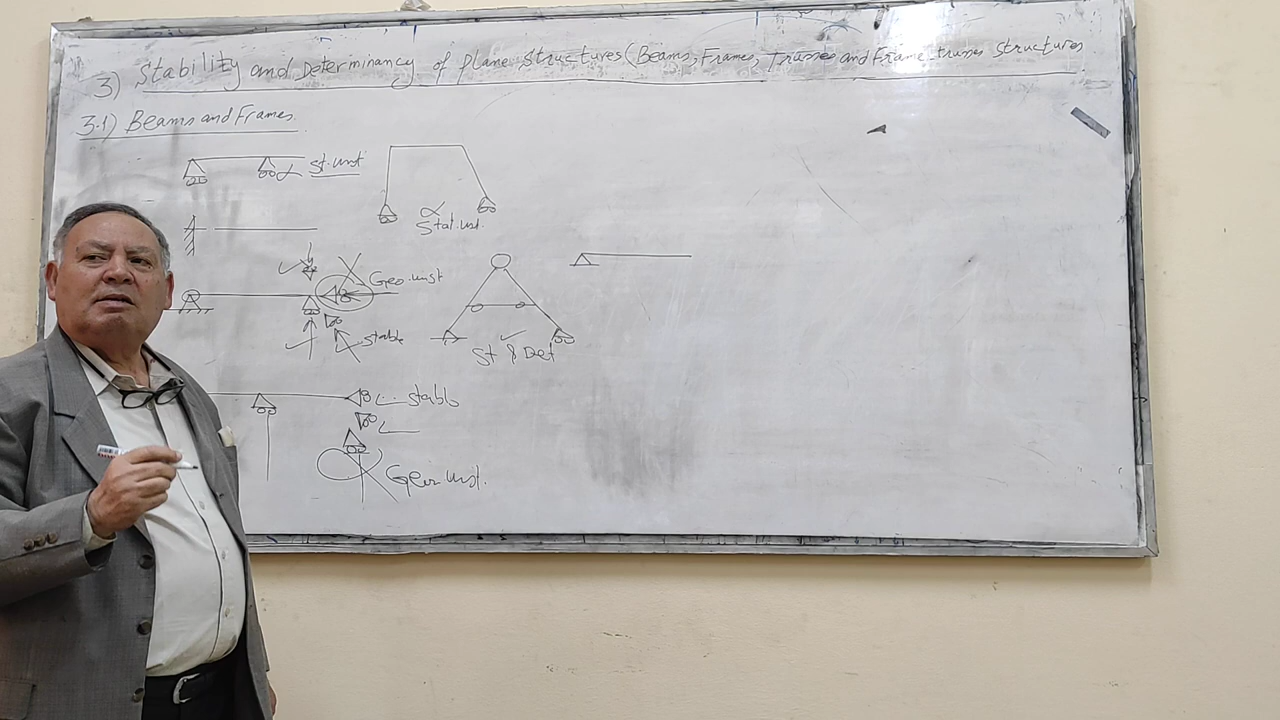 3) Stability and Determinancy of plane structures (Beams, Frames, Trusses and Frame-trusses structures
3.1) Beams and Frames
St. unst
Stat. unst.
Geo. unst
stable
St & Det
stable
Geo. unst.